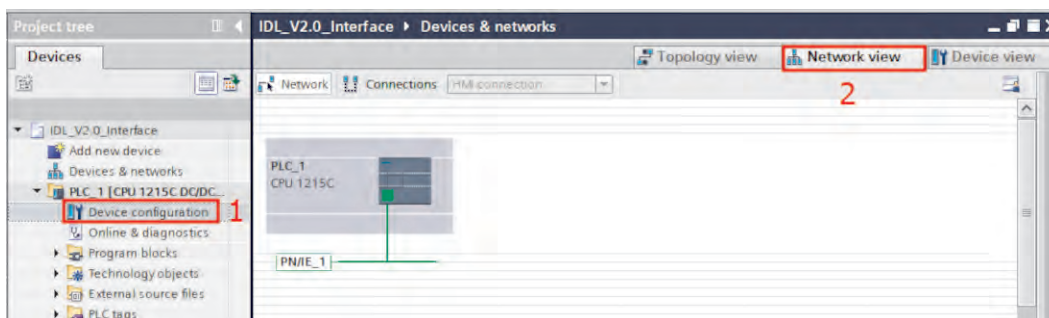 Project tree
IDL_V2.0_Interface ▸ Devices & networks
Devices
Topology view
Network view
Device view
2
Network
Connections
HMI connection
IDL_V2.0_Interface
Add new device
Devices & networks
PLC_1 [CPU 1215C DC/DC...
Device configuration
1
Online & diagnostics
Program blocks
Technology objects
External source files
PLC tags
PLC_1
CPU 1215C
PN/IE_1